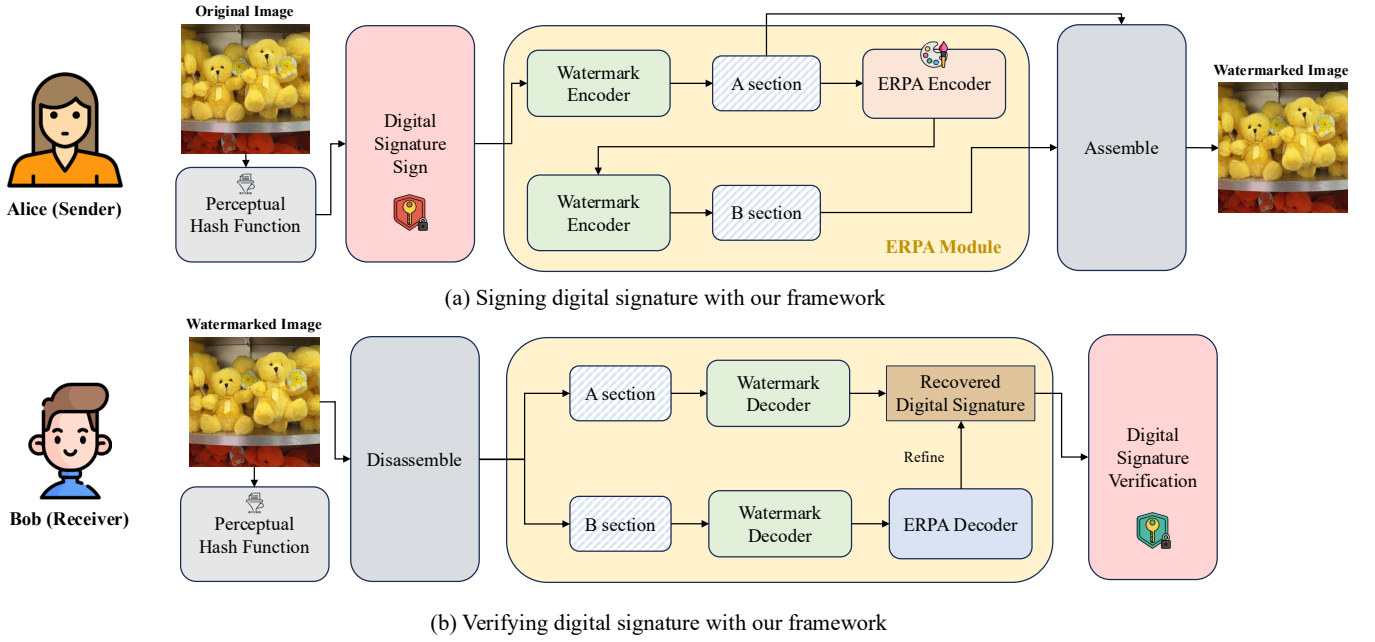 Original Image
Alice (Sender)
Perceptual
Hash Function
Digital
Signature
Sign
Watermark
Encoder
A section
ERPA Encoder
Watermark
Encoder
B section
ERPA Module
Assemble
Watermarked Image
(a) Signing digital signature with our framework
Watermarked Image
Bob (Receiver)
Perceptual
Hash Function
Disassemble
A section
Watermark
Decoder
Recovered
Digital Signature
Refine
B section
Watermark
Decoder
ERPA Decoder
Digital
Signature
Verification
(b) Verifying digital signature with our framework